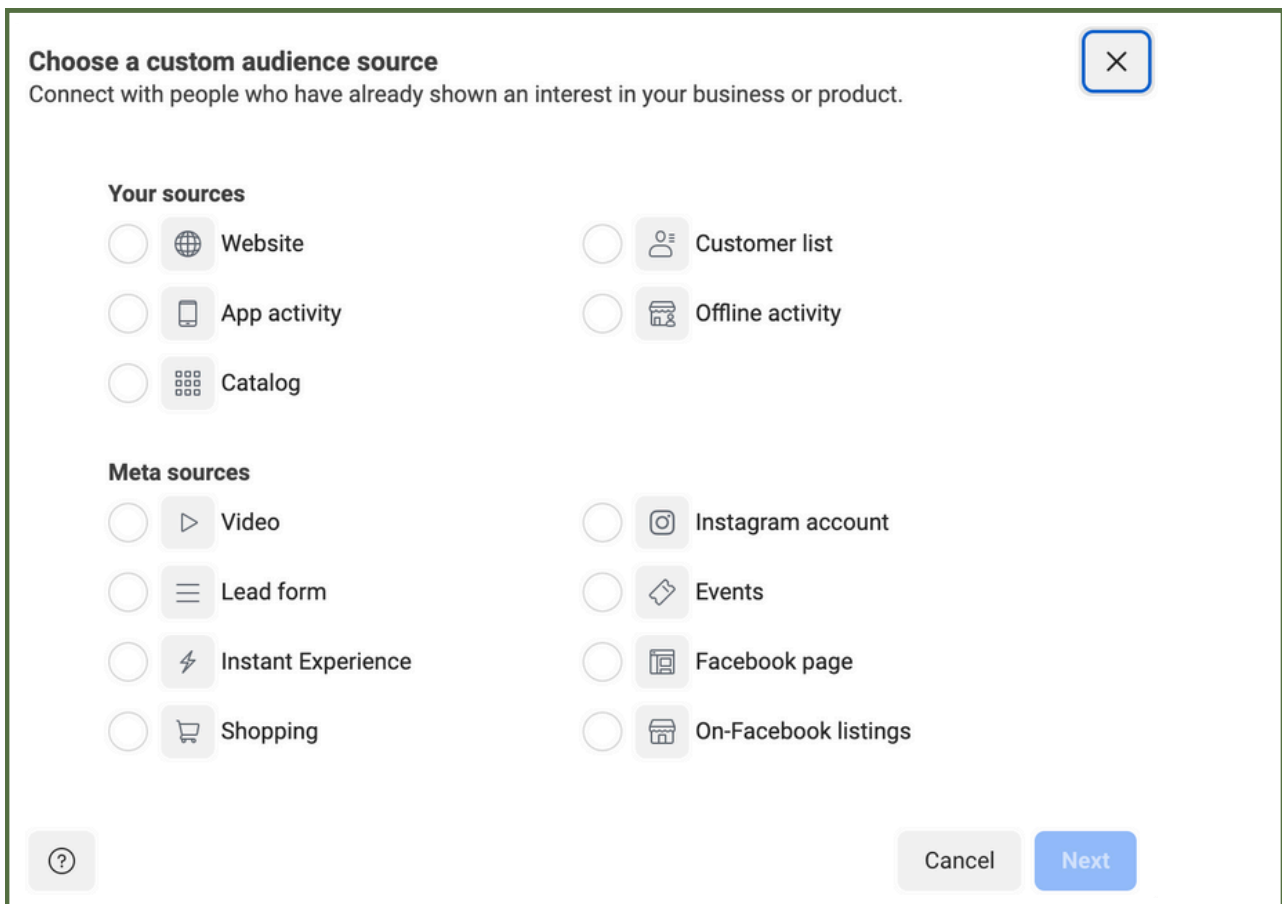 Choose a custom audience source
Connect with people who have already shown an interest in your business or product.
Your sources
Website
Customer list
App activity
Offline activity
Catalog
Meta sources
Video
Instagram account
Lead form
Events
Instant Experience
Facebook page
Shopping
On-Facebook listings
Cancel
Next